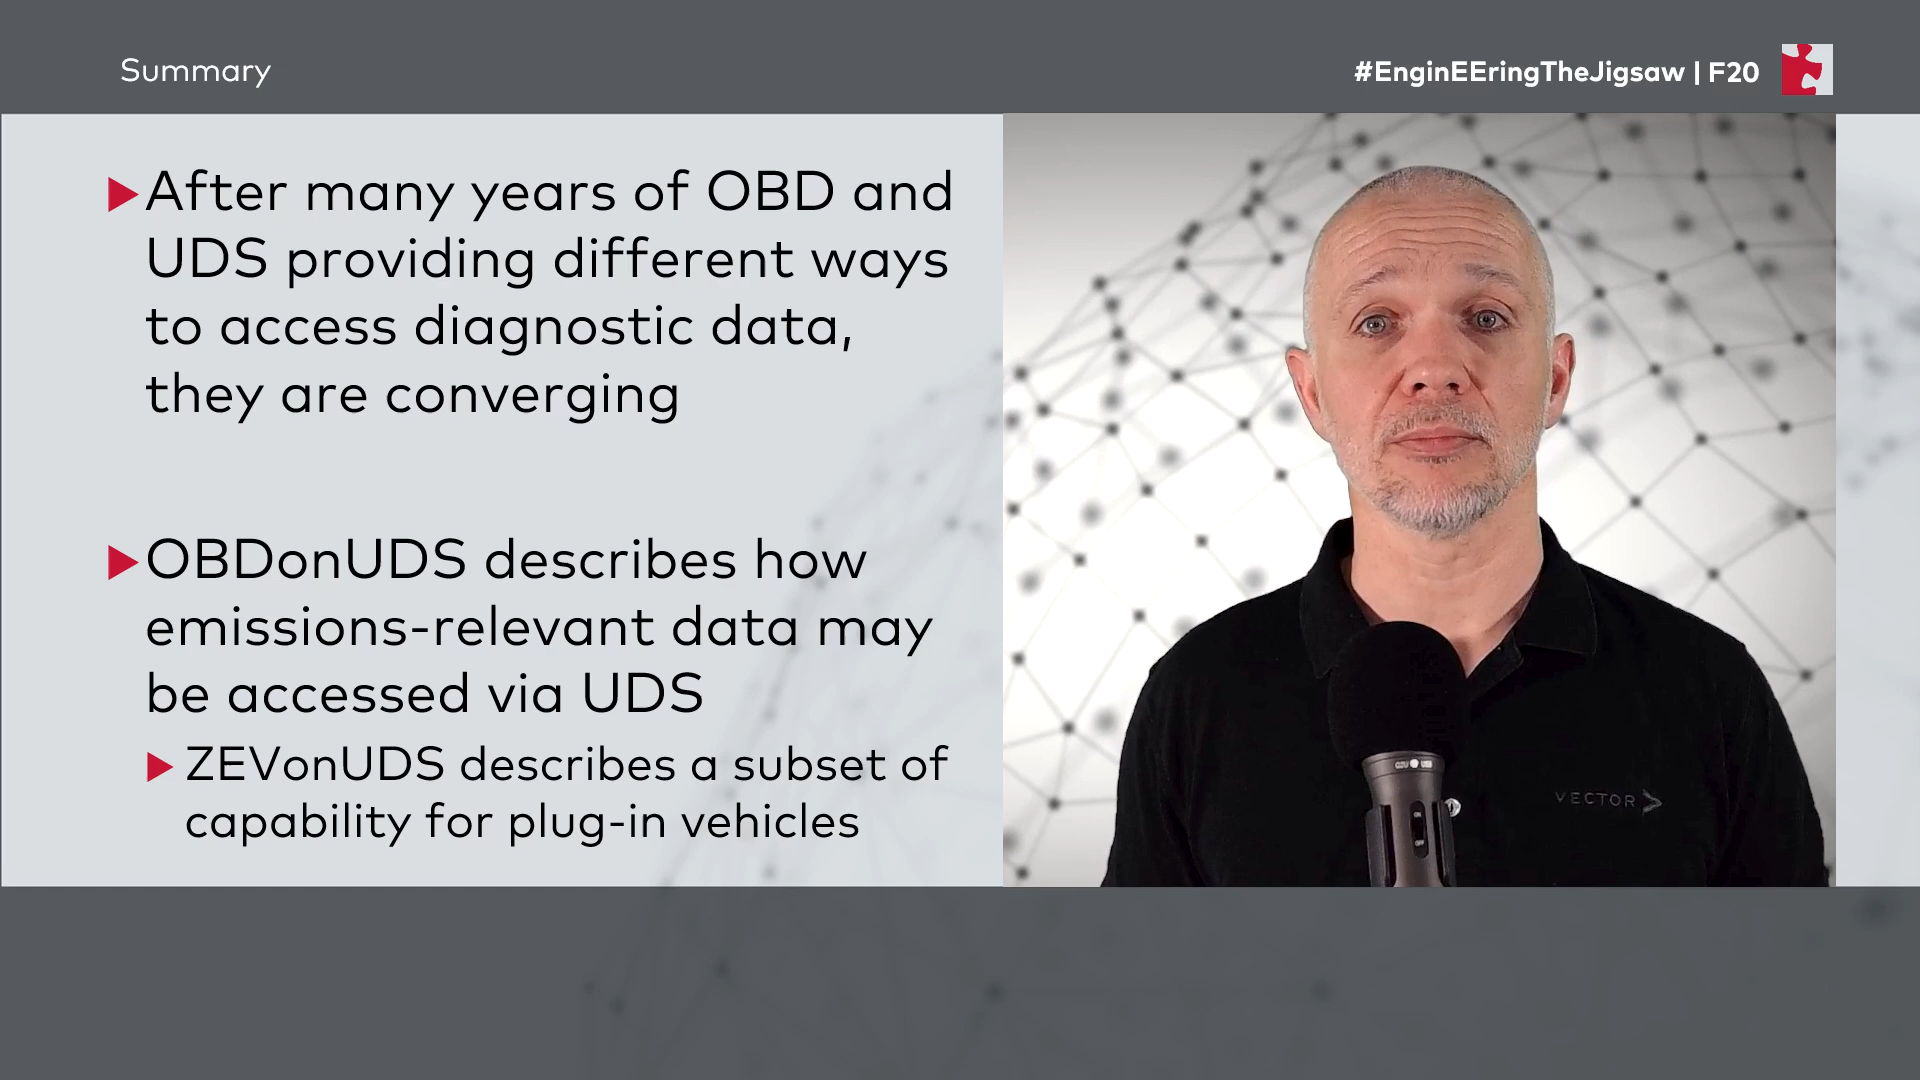 Summary
#EnginEEringTheJigsaw | F20
After many years of OBD and
UDS providing different ways
to access diagnostic data,
they are converging
OBDonUDS describes how
emissions-relevant data may
be accessed via UDS
ZEVonUDS describes a subset of
capability for plug-in vehicles
VECTOR